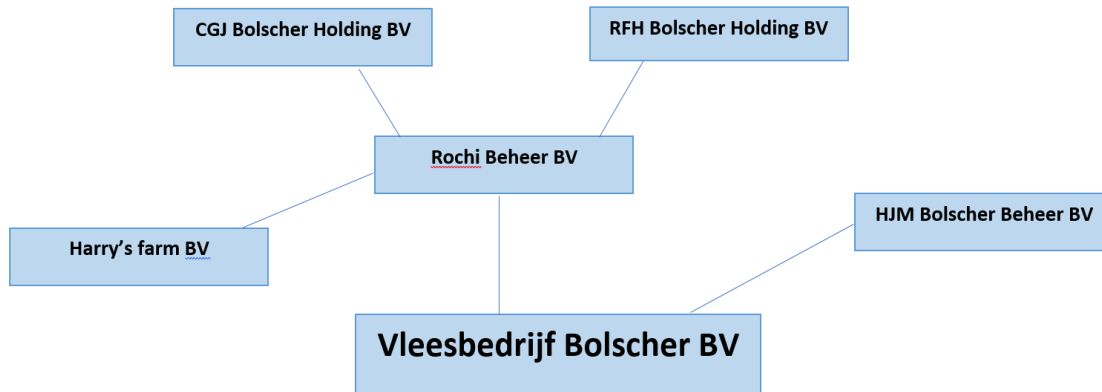 CGJ Bolscher Holding BV
RFH Bolscher Holding BV
Rochi Beheer BV
HJM Bolscher Beheer BV
Harry’s farm BV
Vleesbedrijf Bolscher BV